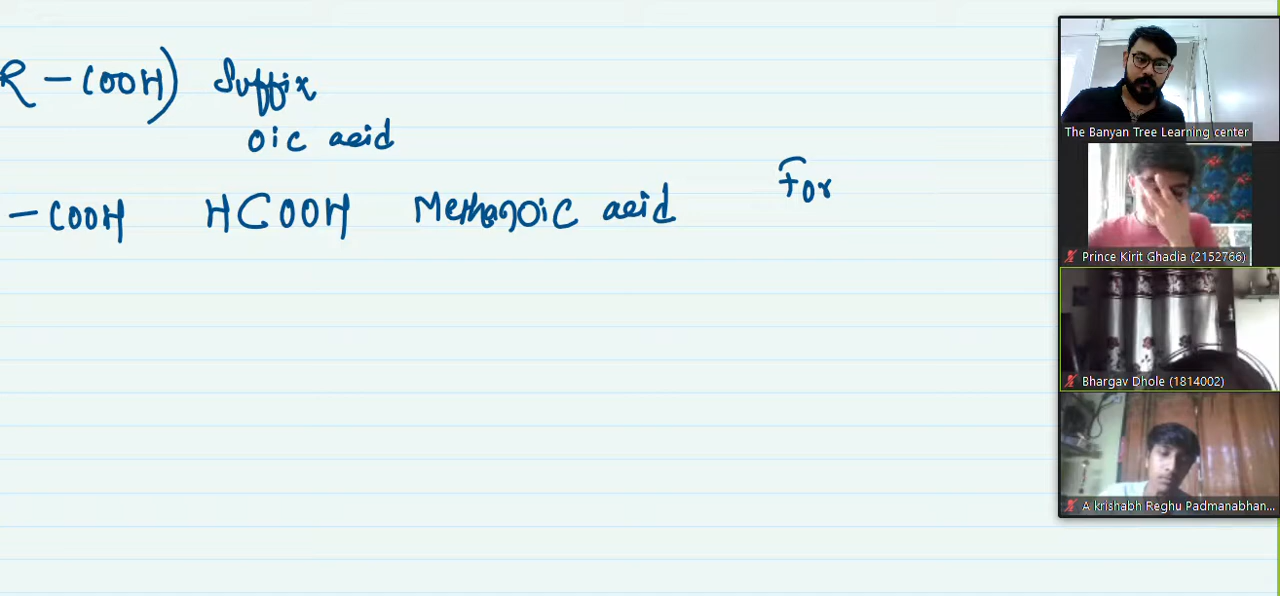 R - COOH) Suffix
oic acid
- COOH HCOOH Methanoic acid For
The Banyan Tree Learning center
Prince Kirit Ghadia (2152766)
Bhargav Dhole (1814002)
A krishabh Reghu Padmanabhan...